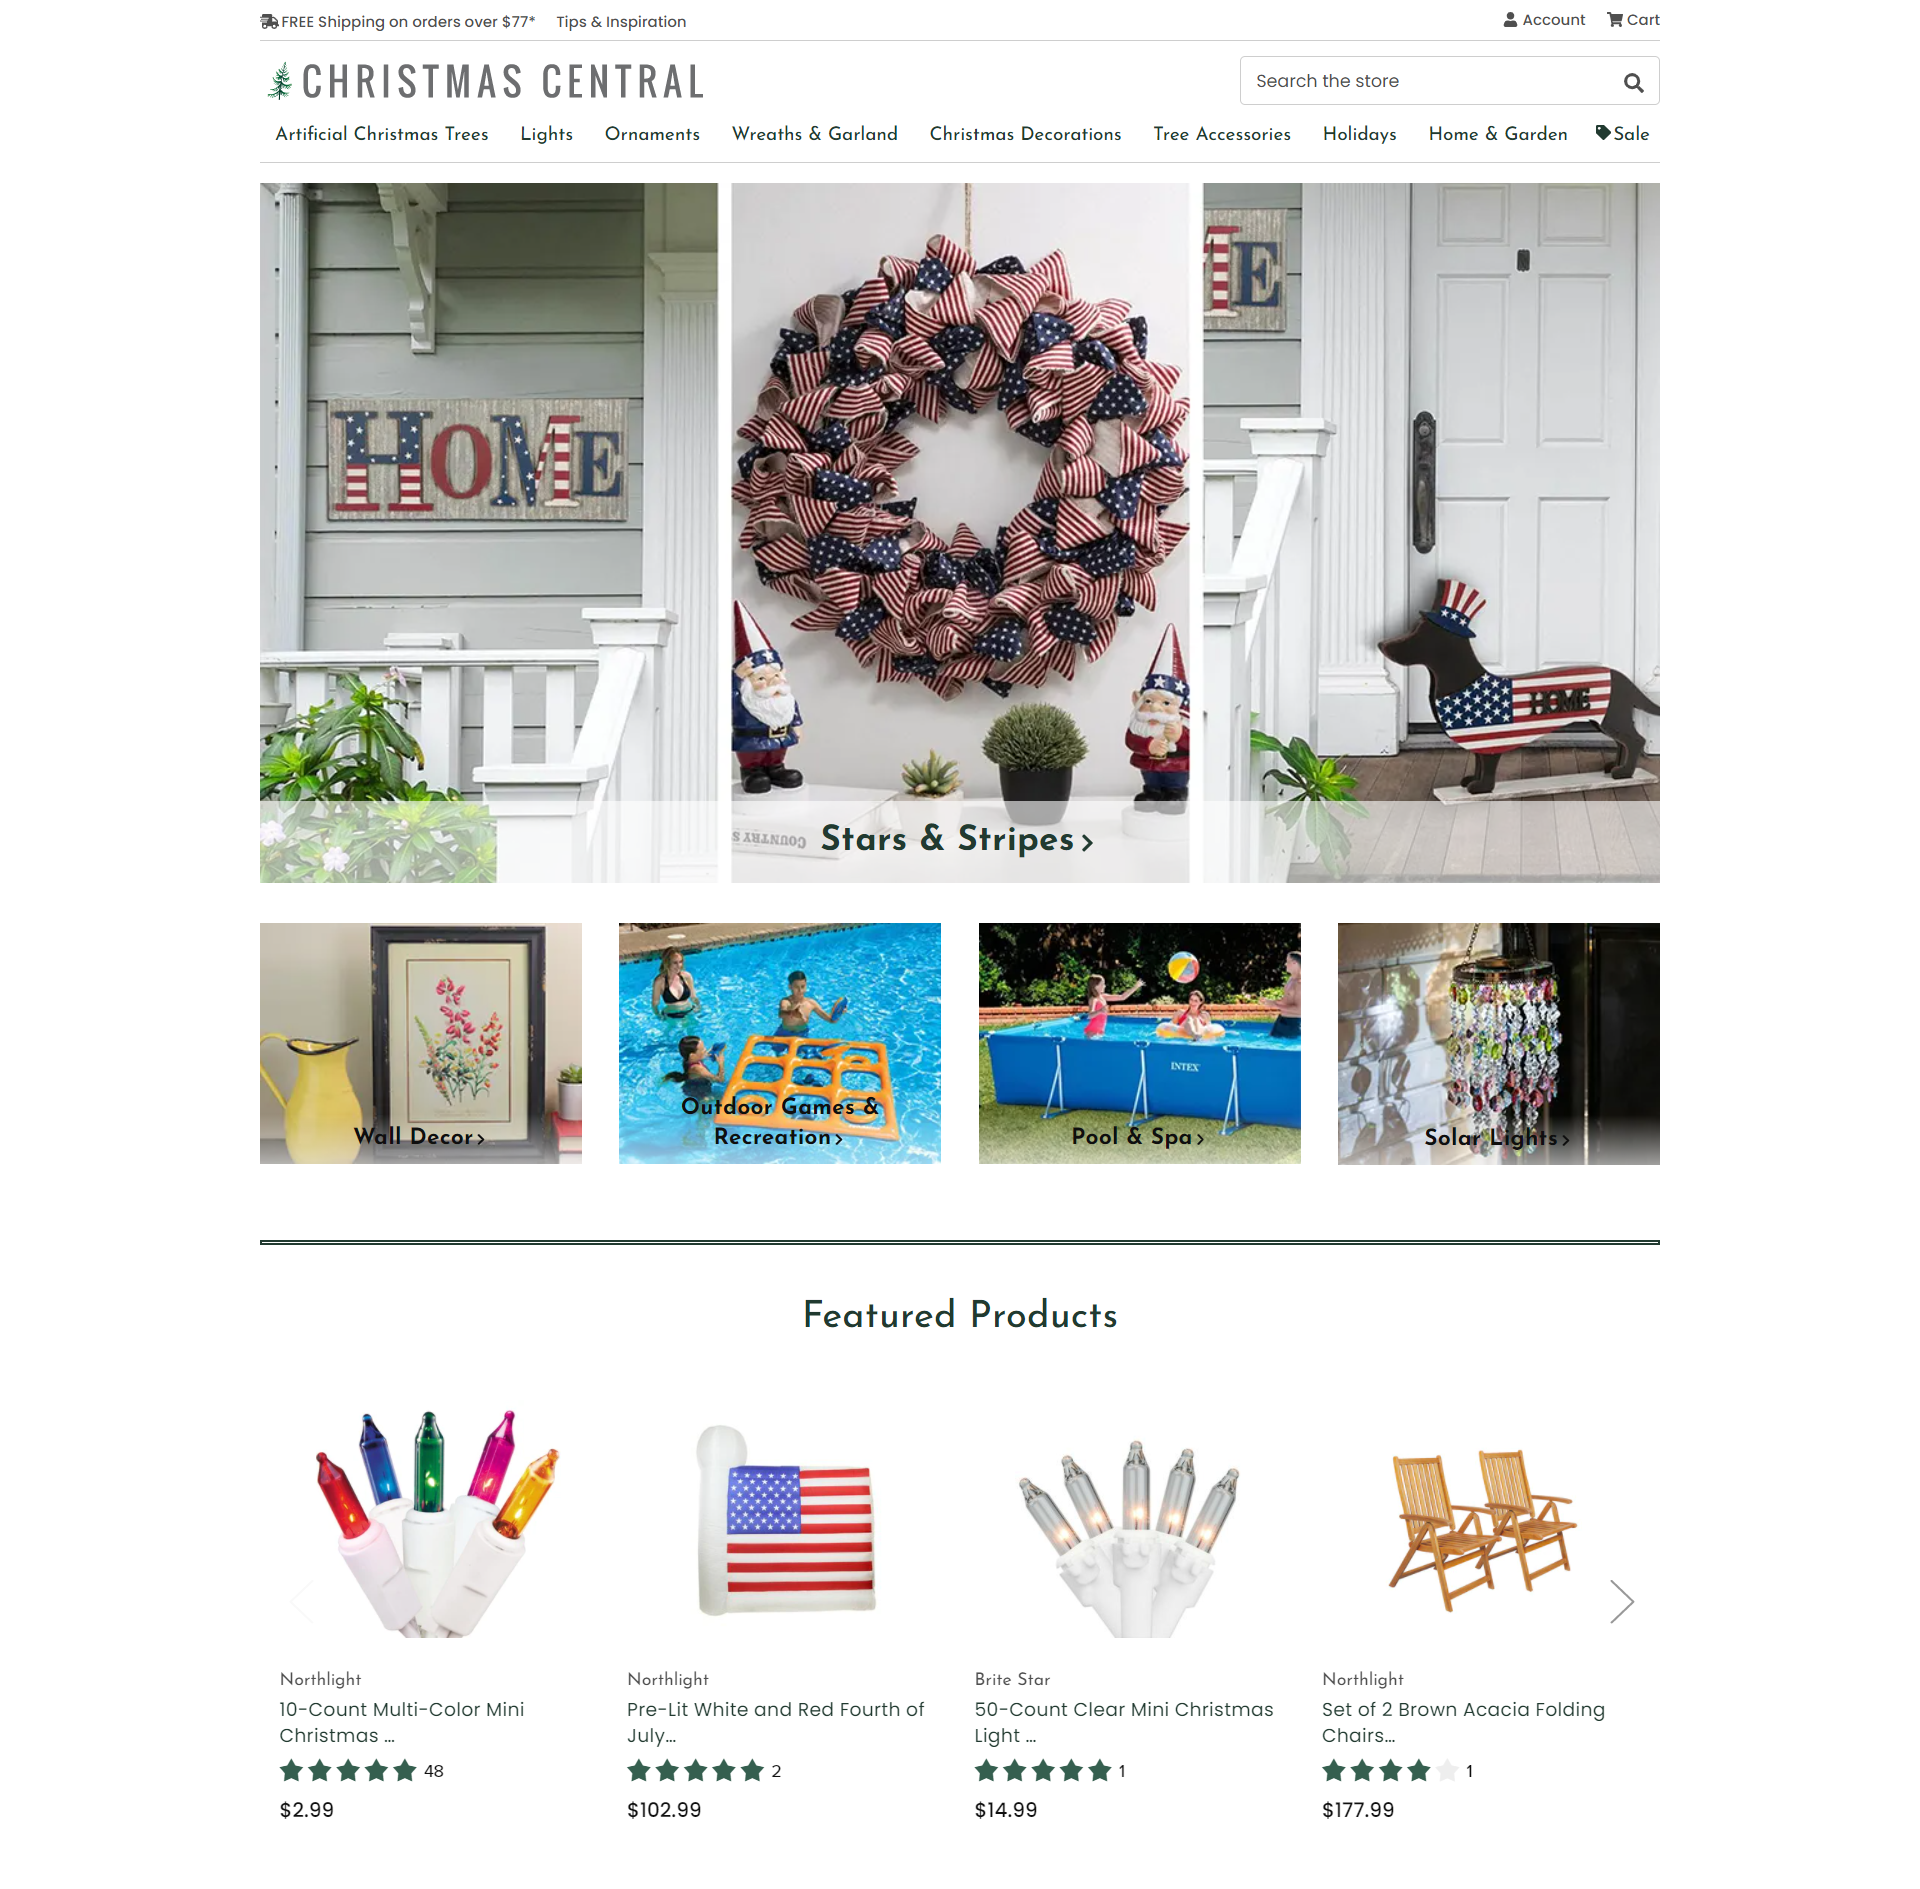 FREE Shipping on orders over $77*
Tips & Inspiration
Account
Cart
CHRISTMAS CENTRAL
Search the store
Artificial Christmas Trees
Lights
Ornaments
Wreaths & Garland
Christmas Decorations
Tree Accessories
Holidays
Home & Garden
Sale
HOME
ME
HOME
COUNTRY S
Stars & Stripes
Wall Decor
Outdoor Games &
Recreation
INTEX
Pool & Spa
Solar Lights
Featured Products
Northlight
10-Count Multi-Color Mini
Christmas ...
48
$2.99
Northlight
Pre-Lit White and Red Fourth of
July...
2
$102.99
Brite Star
50-Count Clear Mini Christmas
Light ...
1
$14.99
Northlight
Set of 2 Brown Acacia Folding
Chairs...
1
$177.99